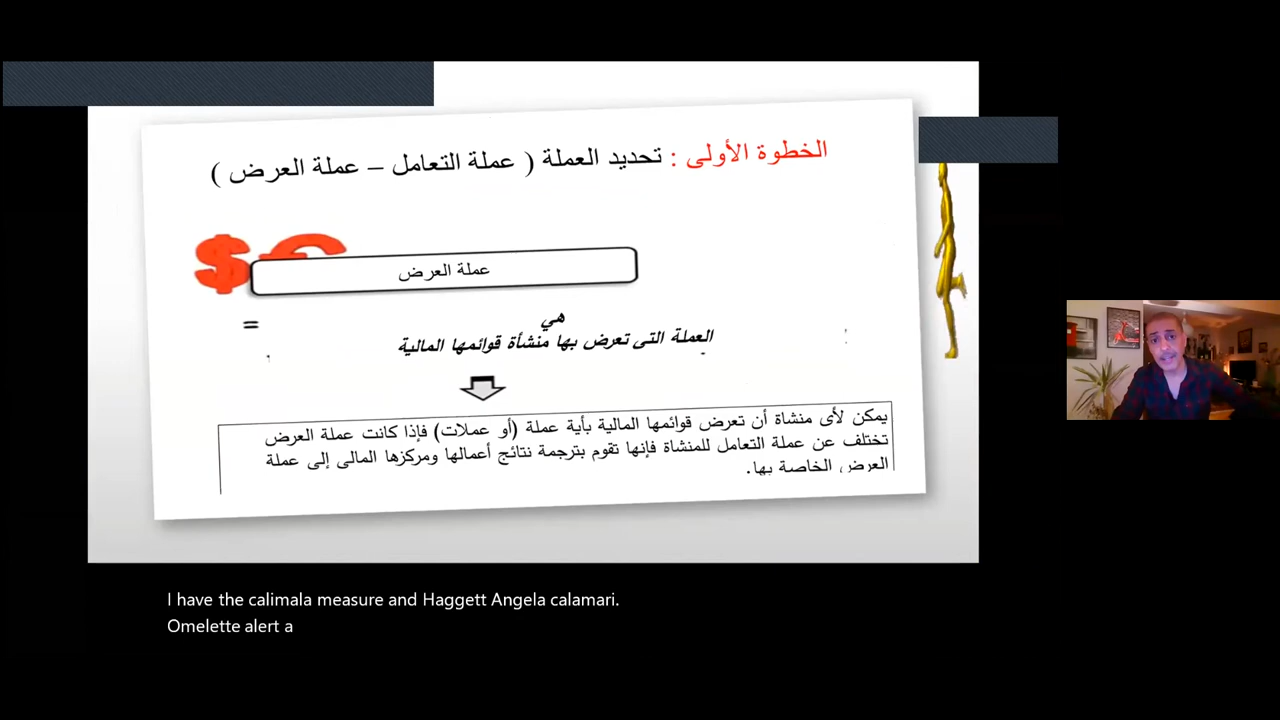 الخطوة الأولى : تحديد العملة ( عملة التعامل – عملة العرض )
$€
عملة العرض
هي
=
العملة التى تعرض بها منشأة قوائمها المالية
يمكن لأى منشاة أن تعرض قوائمها المالية بأية عملة (أو عملات) فإذا كانت عملة العرض
تختلف عن عملة التعامل للمنشاة فإنها تقوم بترجمة نتائج أعمالها ومركزها المالى إلى عملة
العرض الخاصة بها.
I have the calimala measure and Haggett Angela calamari.
Omelette alert a